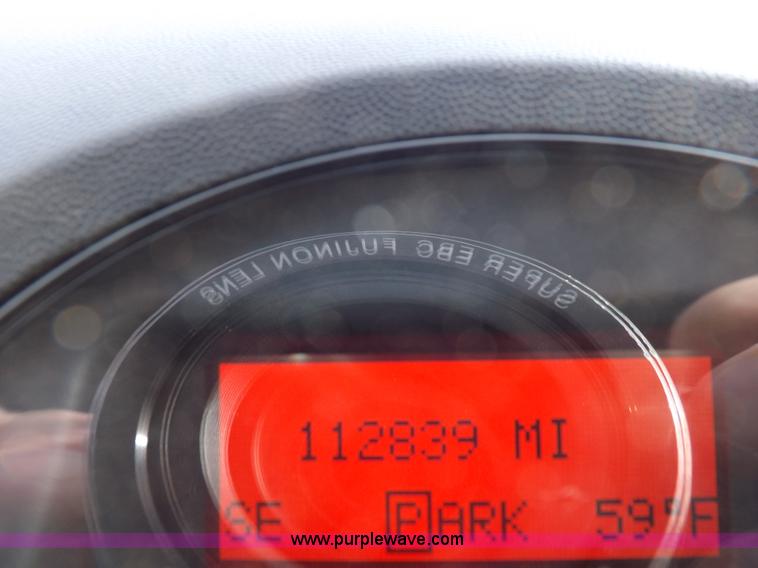 SUPER EBC FUJINON LENS
112839 MI
SE PARK 59°F
www.purplewave.com